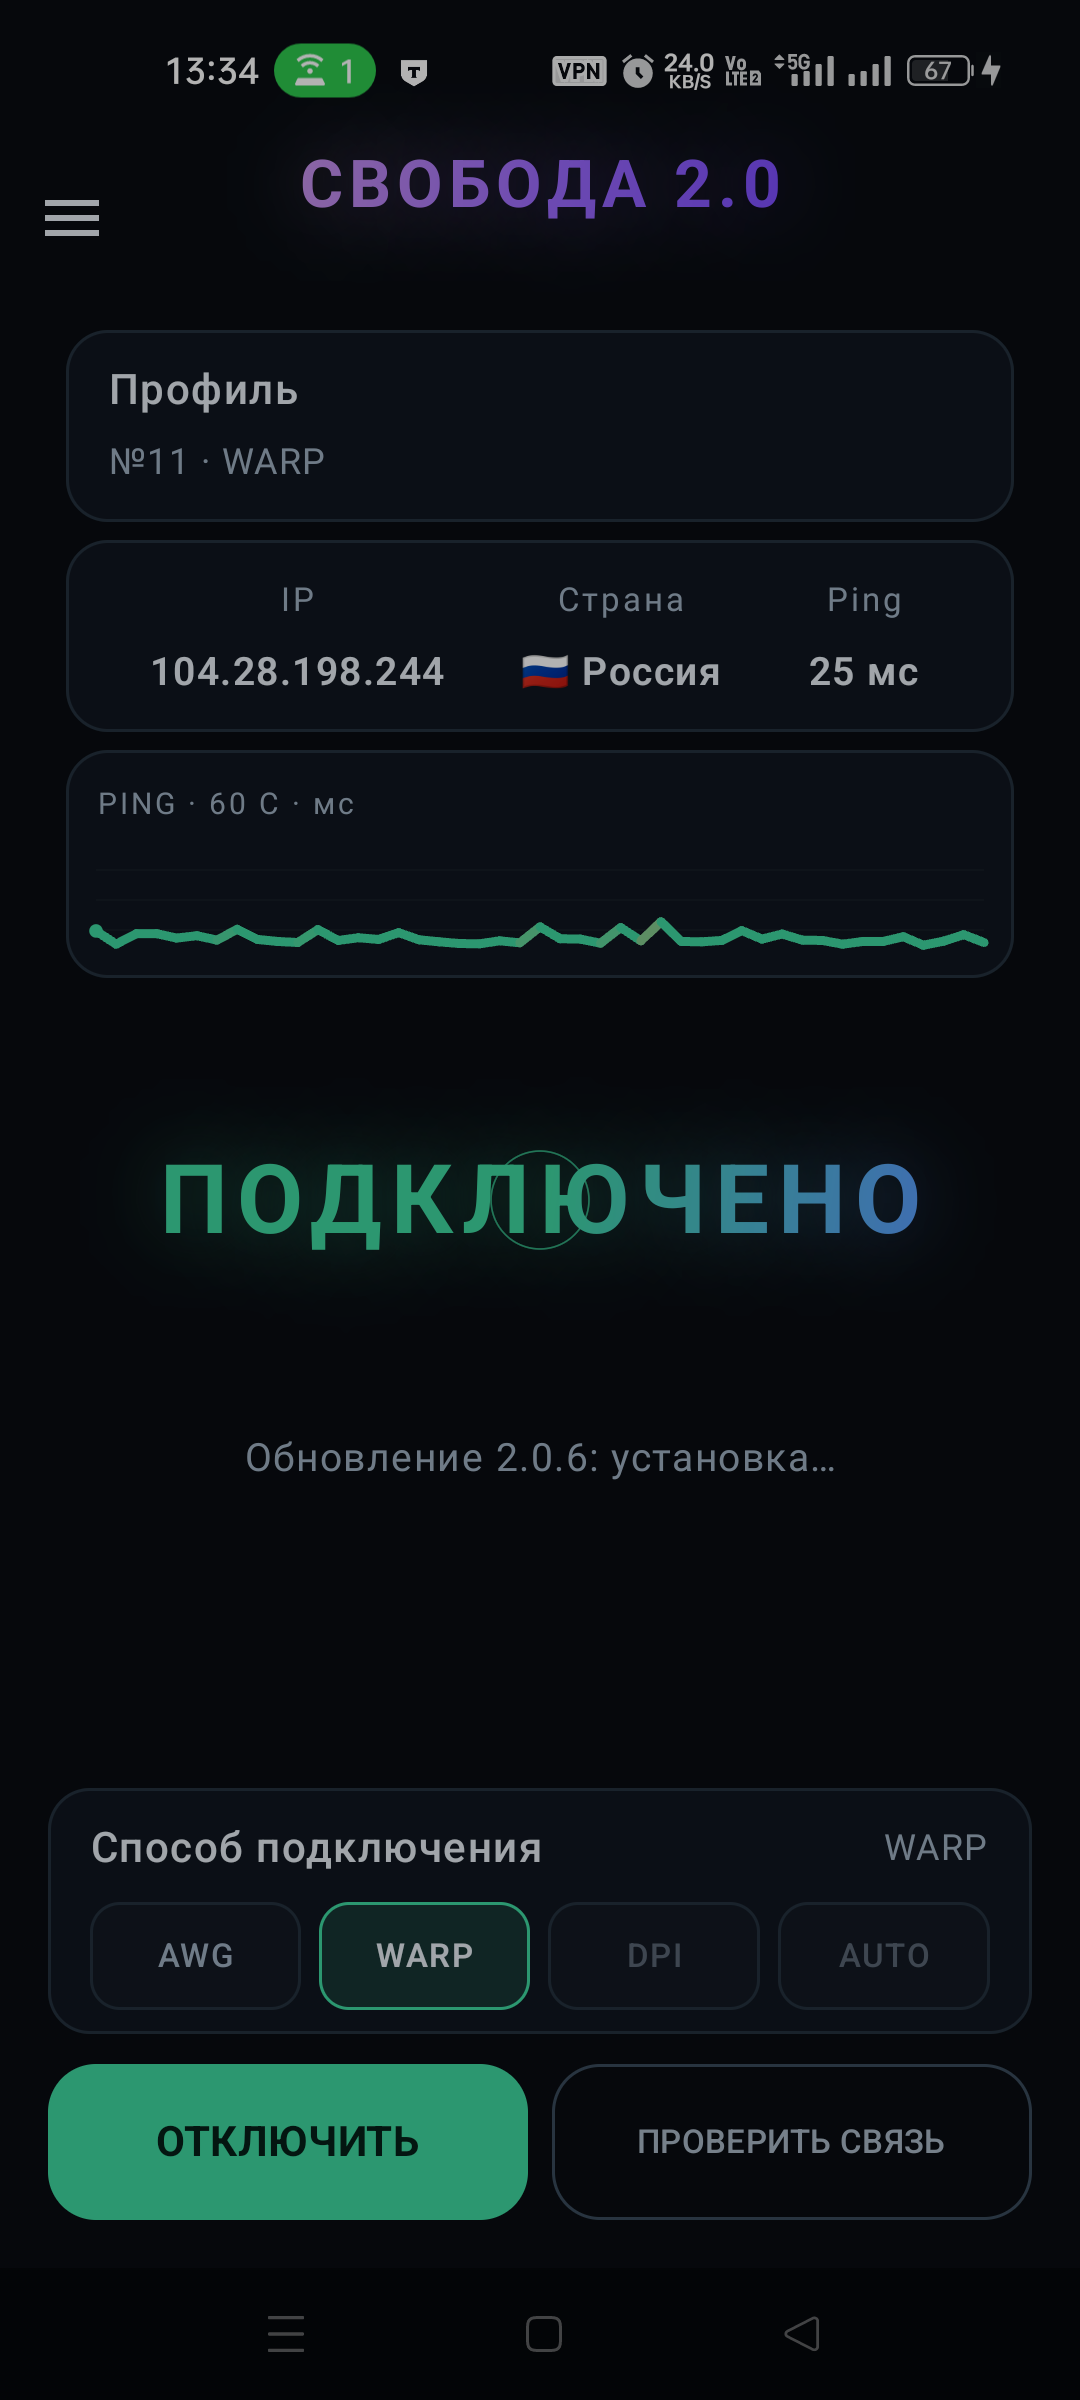 13:34 1 VPN 24.0 KB/S Vo LTE 2 5G 67
СВОБОДА 2.0
Профиль
№11 · WARP
IP Страна Ping
104.28.198.244 Россия 25 мс
PING · 60 С · мс
ПОДКЛЮЧЕНО
Обновление 2.0.6: установка…
Способ подключения WARP
AWG WARP DPI AUTO
ОТКЛЮЧИТЬ ПРОВЕРИТЬ СВЯЗЬ